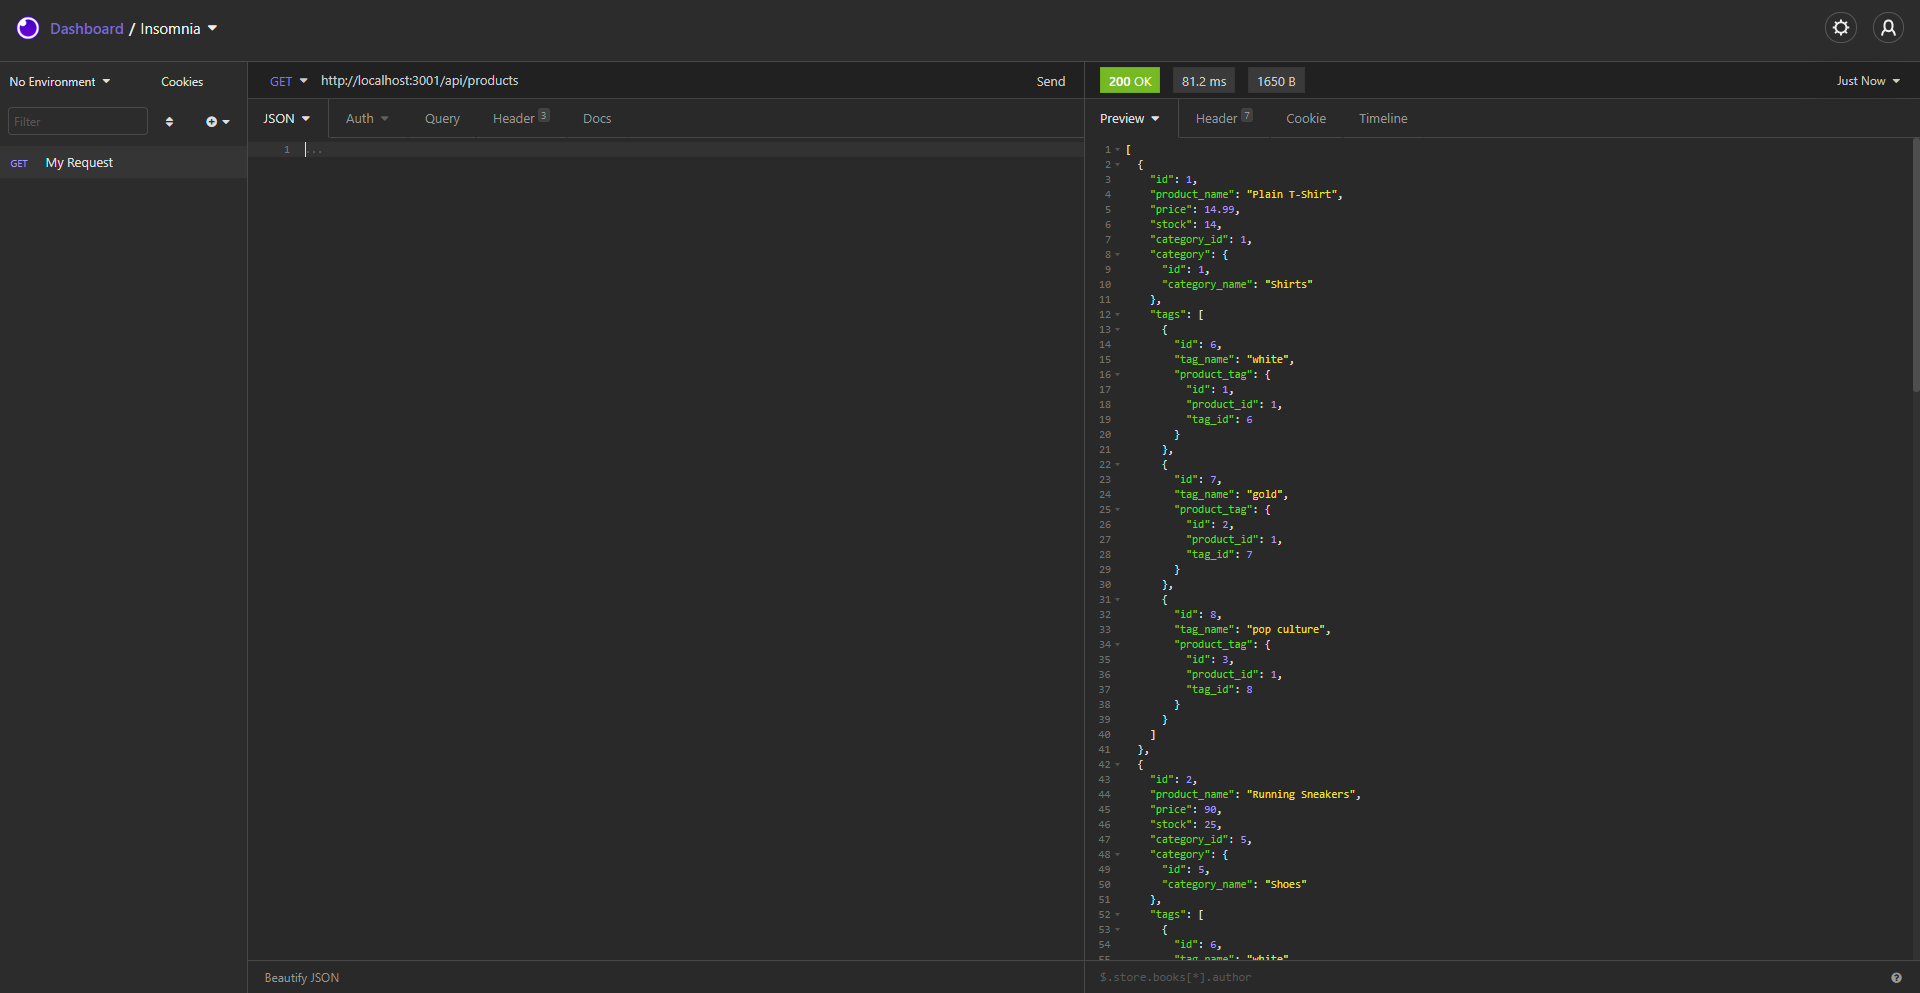 Dashboard / Insomnia
No Environment Cookies
GET http://localhost:3001/api/products Send
200 OK 81.2 ms 1650 B Just Now
Filter
JSON Auth Query Header 3 Docs
Preview Header 7 Cookie Timeline
GET My Request
1 ...
1 [
2 {
3 "id": 1,
4 "product_name": "Plain T-Shirt",
5 "price": 14.99,
6 "stock": 14,
7 "category_id": 1,
8 "category": {
9 "id": 1,
10 "category_name": "Shirts"
11 },
12 "tags": [
13 {
14 "id": 6,
15 "tag_name": "white",
16 "product_tag": {
17 "id": 1,
18 "product_id": 1,
19 "tag_id": 6
20 }
21 },
22 {
23 "id": 7,
24 "tag_name": "gold",
25 "product_tag": {
26 "id": 2,
27 "product_id": 1,
28 "tag_id": 7
29 }
30 },
31 {
32 "id": 8,
33 "tag_name": "pop culture",
34 "product_tag": {
35 "id": 3,
36 "product_id": 1,
37 "tag_id": 8
38 }
39 }
40 ]
41 },
42 {
43 "id": 2,
44 "product_name": "Running Sneakers",
45 "price": 90,
46 "stock": 25,
47 "category_id": 5,
48 "category": {
49 "id": 5,
50 "category_name": "Shoes"
51 },
52 "tags": [
53 {
54 "id": 6,
55 "tag_name": "white"
Beautify JSON
$.store.books[*].author